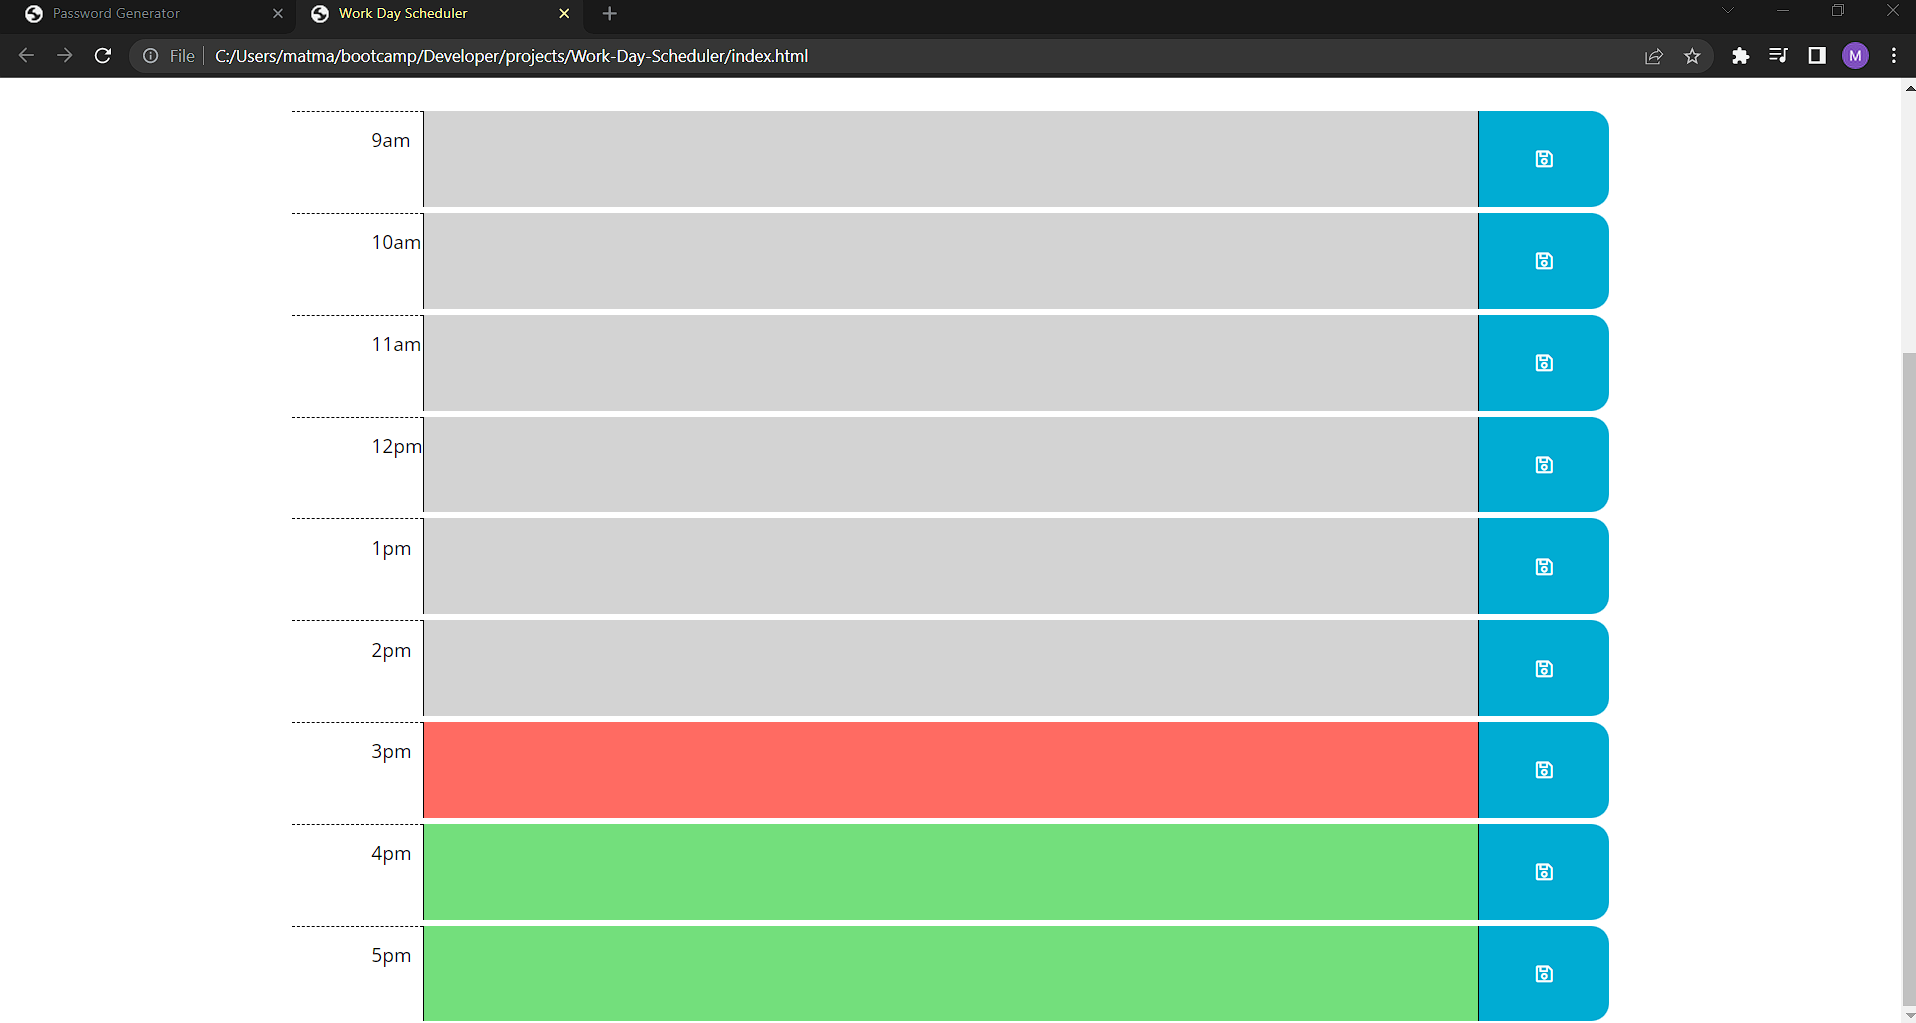 Password Generator
Work Day Scheduler
File
C:/Users/matma/bootcamp/Developer/projects/Work-Day-Scheduler/index.html
M
9am
10am
11am
12pm
1pm
2pm
3pm
4pm
5pm